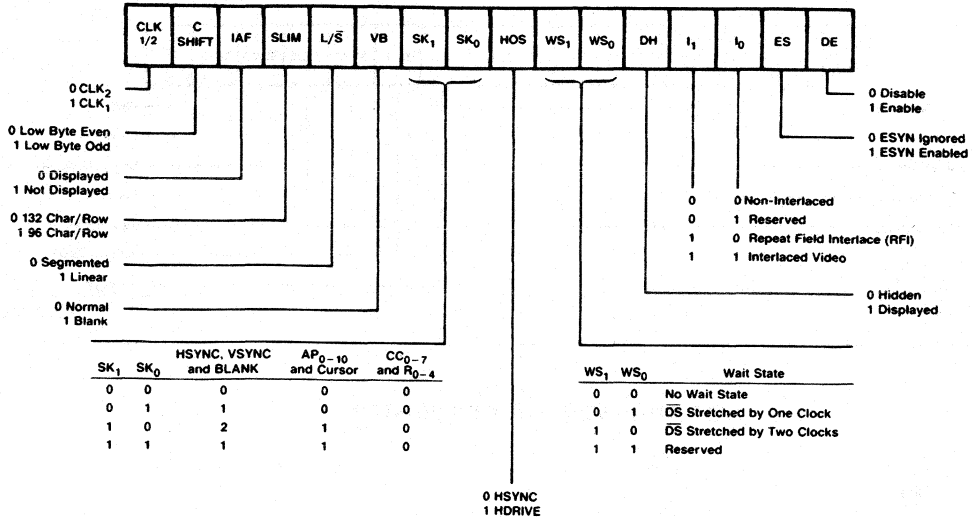 CLK 1/2 C SHIFT IAF SLIM L/S̅ VB SK₁ SK₀ HOS WS₁ WS₀ DH I₁ I₀ ES DE
0 CLK₂
1 CLK₁
0 Low Byte Even
1 Low Byte Odd
0 Displayed
1 Not Displayed
0 132 Char/Row
1 96 Char/Row
0 Segmented
1 Linear
0 Normal
1 Blank
0 Disable
1 Enable
0 ESYN Ignored
1 ESYN Enabled
0 0 Non-Interlaced
0 1 Reserved
1 0 Repeat Field Interlace (RFI)
1 1 Interlaced Video
0 Hidden
1 Displayed
SK₁ SK₀ HSYNC, VSYNC and BLANK AP₀₋₁₀ and Cursor CC₀₋₇ and R₀₋₄
0 0 0 0 0
0 1 1 0 0
1 0 2 1 0
1 1 1 1 0
WS₁ WS₀ Wait State
0 0 No Wait State
0 1 D̅S̅ Stretched by One Clock
1 0 D̅S̅ Stretched by Two Clocks
1 1 Reserved
0 HSYNC
1 HDRIVE